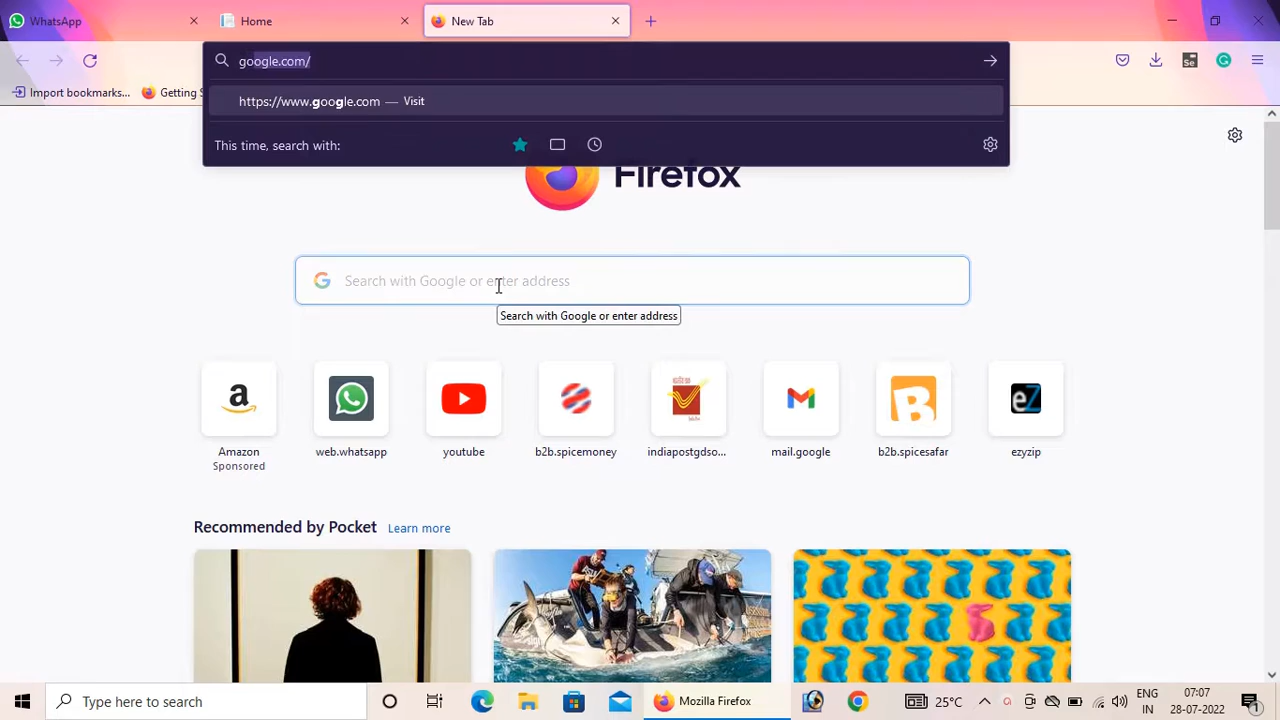 WhatsApp
Home
New Tab
google.com/
Import bookmarks...
Getting S
https://www.google.com — Visit
This time, search with:
Firefox
Search with Google or enter address
Search with Google or enter address
Amazon
Sponsored
web.whatsapp
youtube
b2b.spicemoney
indiapostgdso...
mail.google
b2b.spicesafar
ezyzip
Recommended by Pocket
Learn more
Type here to search
Mozilla Firefox
25°C
ENG
IN
07:07
28-07-2022